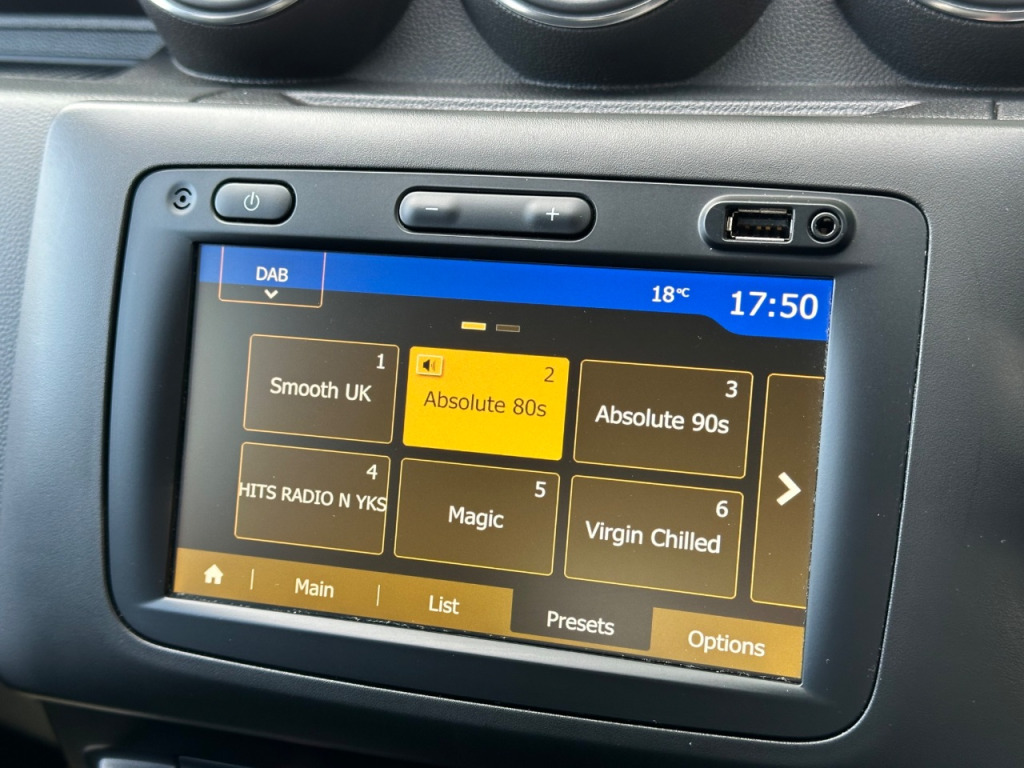 DAB
18°C
17:50
1
Smooth UK
2
Absolute 80s
3
Absolute 90s
4
HITS RADIO N YKS
5
Magic
6
Virgin Chilled
Main
List
Presets
Options